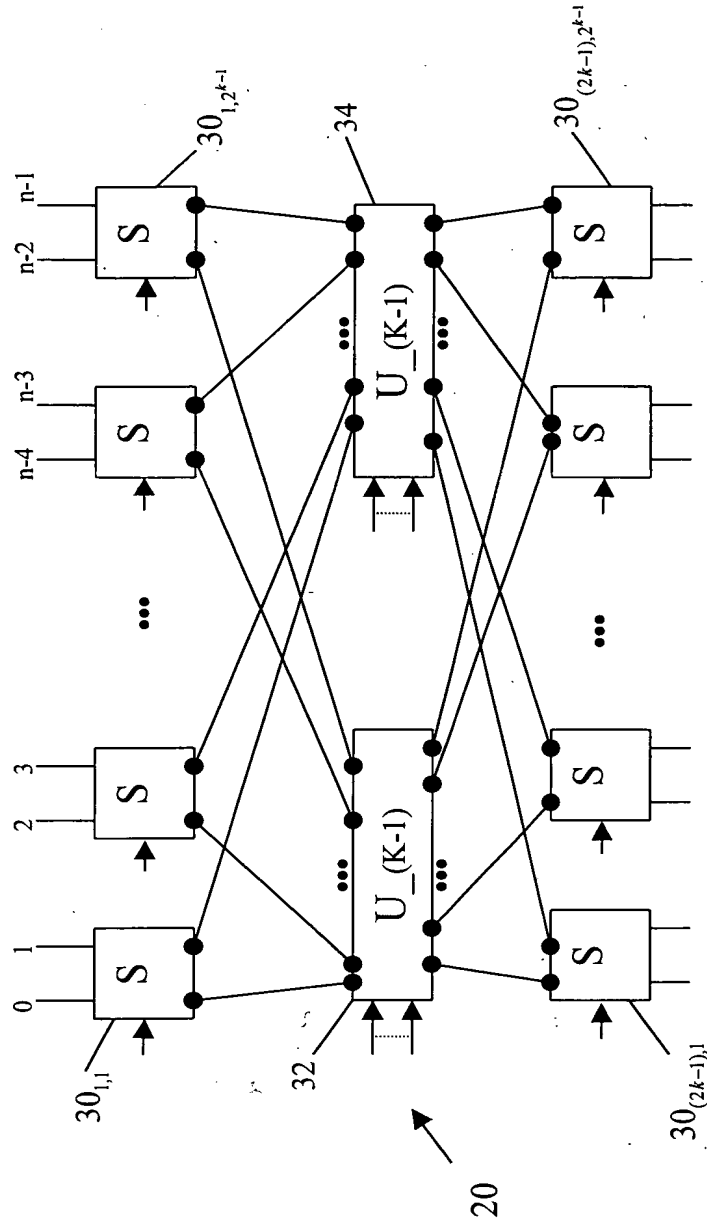 0 1 2 3 n-4 n-3 n-2 n-1
30_{1,1} S S S S 30_{1,2^{k-1}}
•••
32 U_(K-1) U_(K-1) 34
••• •••
••• •••
20
•••
30_{(2k-1),1} S S S S 30_{(2k-1),2^{k-1}}